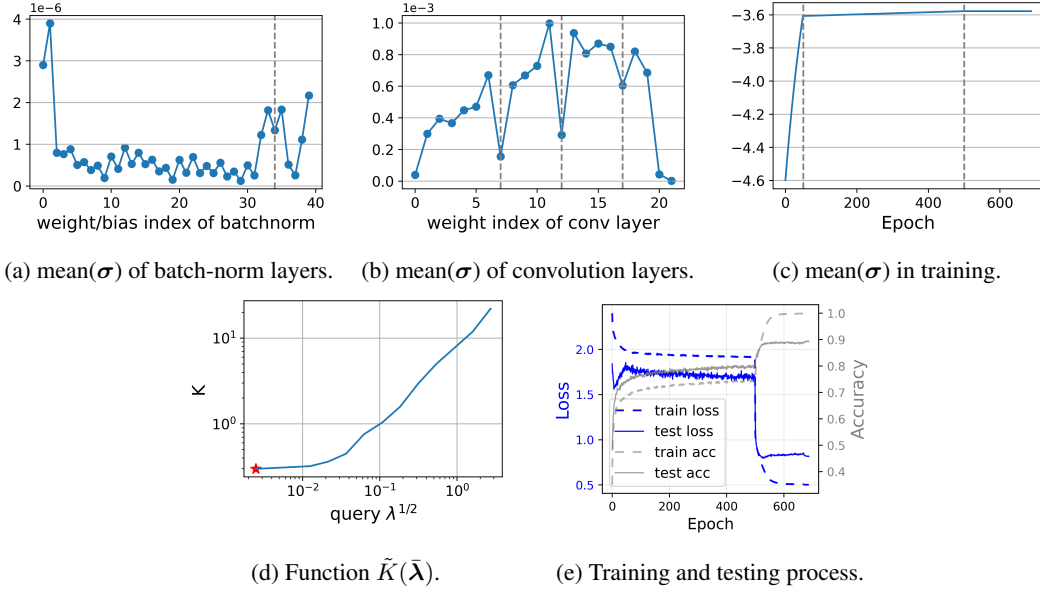 1e−6
4
3
2
1
0
0
10
20
30
40
weight/bias index of batchnorm
(a) mean(σ) of batch-norm layers.
1e−3
1.0
0.8
0.6
0.4
0.2
0.0
0
5
10
15
20
weight index of conv layer
(b) mean(σ) of convolution layers.
−3.6
−3.8
−4.0
−4.2
−4.4
−4.6
0
200
400
600
Epoch
(c) mean(σ) in training.
K
10¹
10⁰
10⁻²
10⁻¹
10⁰
query λ^{1/2}
(d) Function K̃(λ̄).
Loss
2.0
1.5
1.0
0.5
train loss
test loss
train acc
test acc
1.0
0.9
0.8
0.7
0.6
0.5
0.4
Accuracy
0
200
400
600
Epoch
(e) Training and testing process.